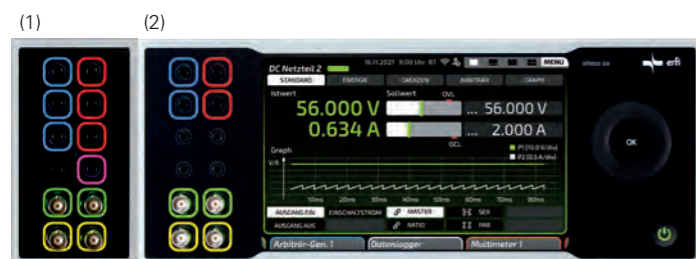 (1) (2)
DC Netzteil 2 16.11.2021 9:00 Uhr BT MENU
erfi
STANDARD ENERGIE GRENZEN ARBITRÄR GRAPH
Istwert Sollwert OVL
56.000 V ... 56.000 V
0.634 A ... 2.000 A
OCL
Graph P1 [10.0 V/div]
V/A P2 [0.5 A/div]
10ms 20ms 30ms 40ms 50ms 60ms 70ms 80ms
AUSGANG EIN EINSCHALTSTROM MASTER SER
AUSGANG AUS RATIO PAR
OK
Arbiträr-Gen. 1 Datenlogger Multimeter 1